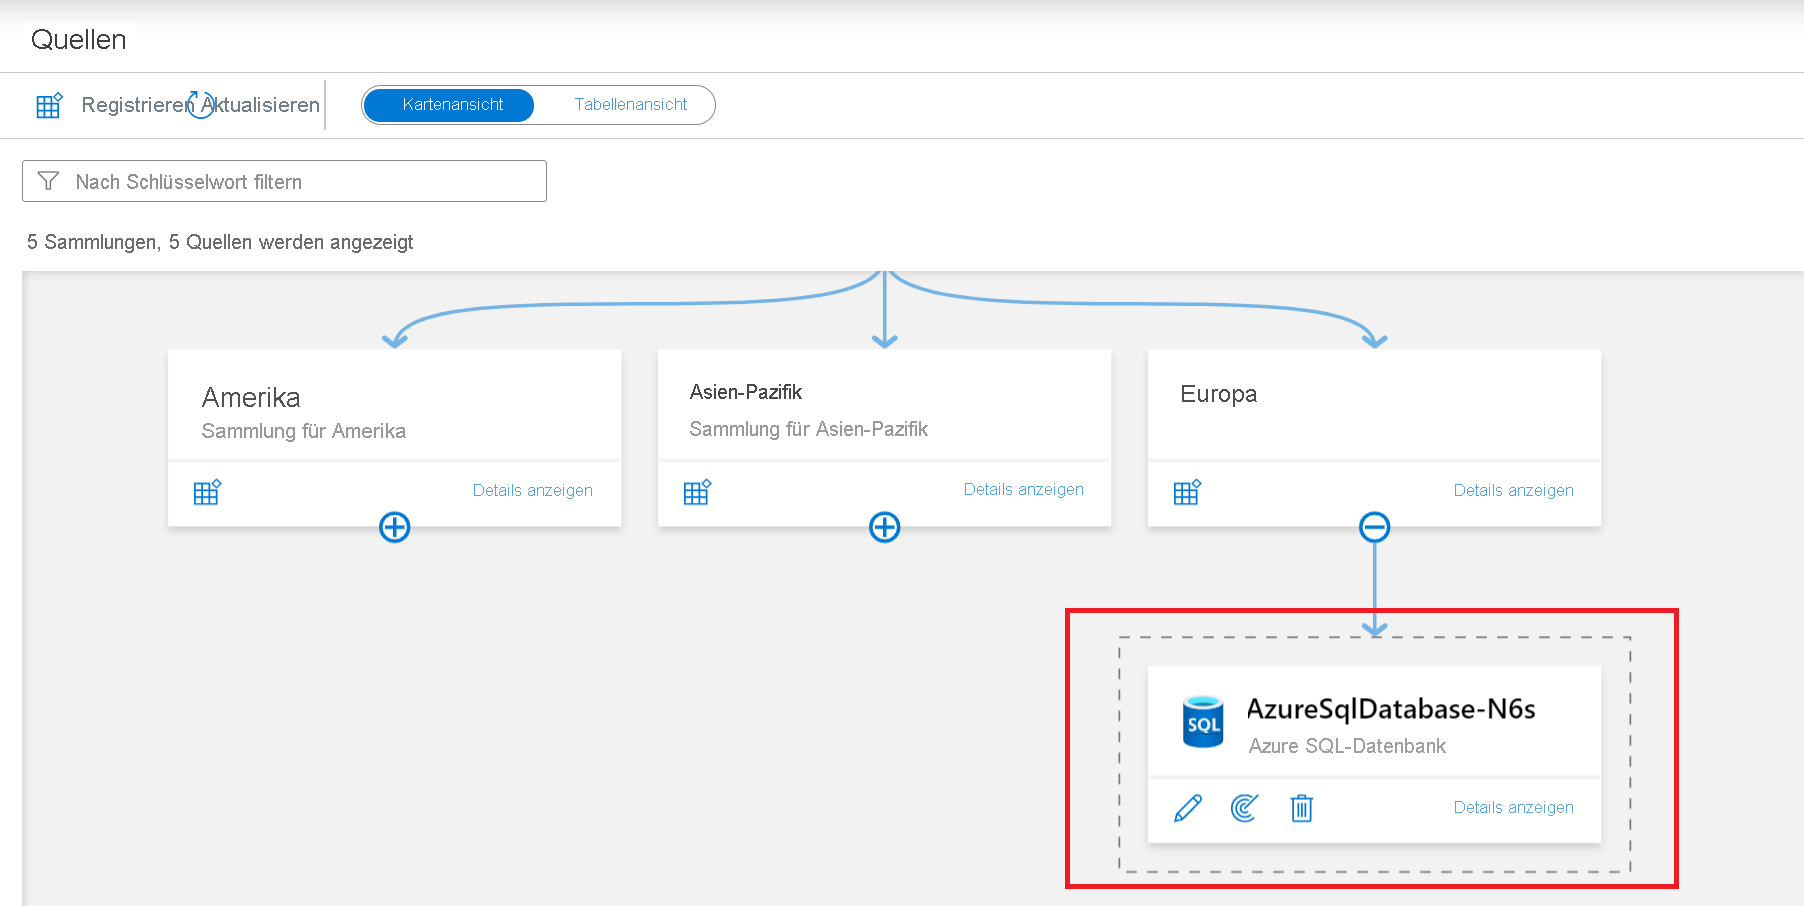 Quellen
Registrieren Aktualisieren
Kartenansicht
Tabellenansicht
Nach Schlüsselwort filtern
5 Sammlungen, 5 Quellen werden angezeigt
Amerika
Sammlung für Amerika
Details anzeigen
Asien-Pazifik
Sammlung für Asien-Pazifik
Details anzeigen
Europa
Details anzeigen
SQL
AzureSqlDatabase-N6s
Azure SQL-Datenbank
Details anzeigen